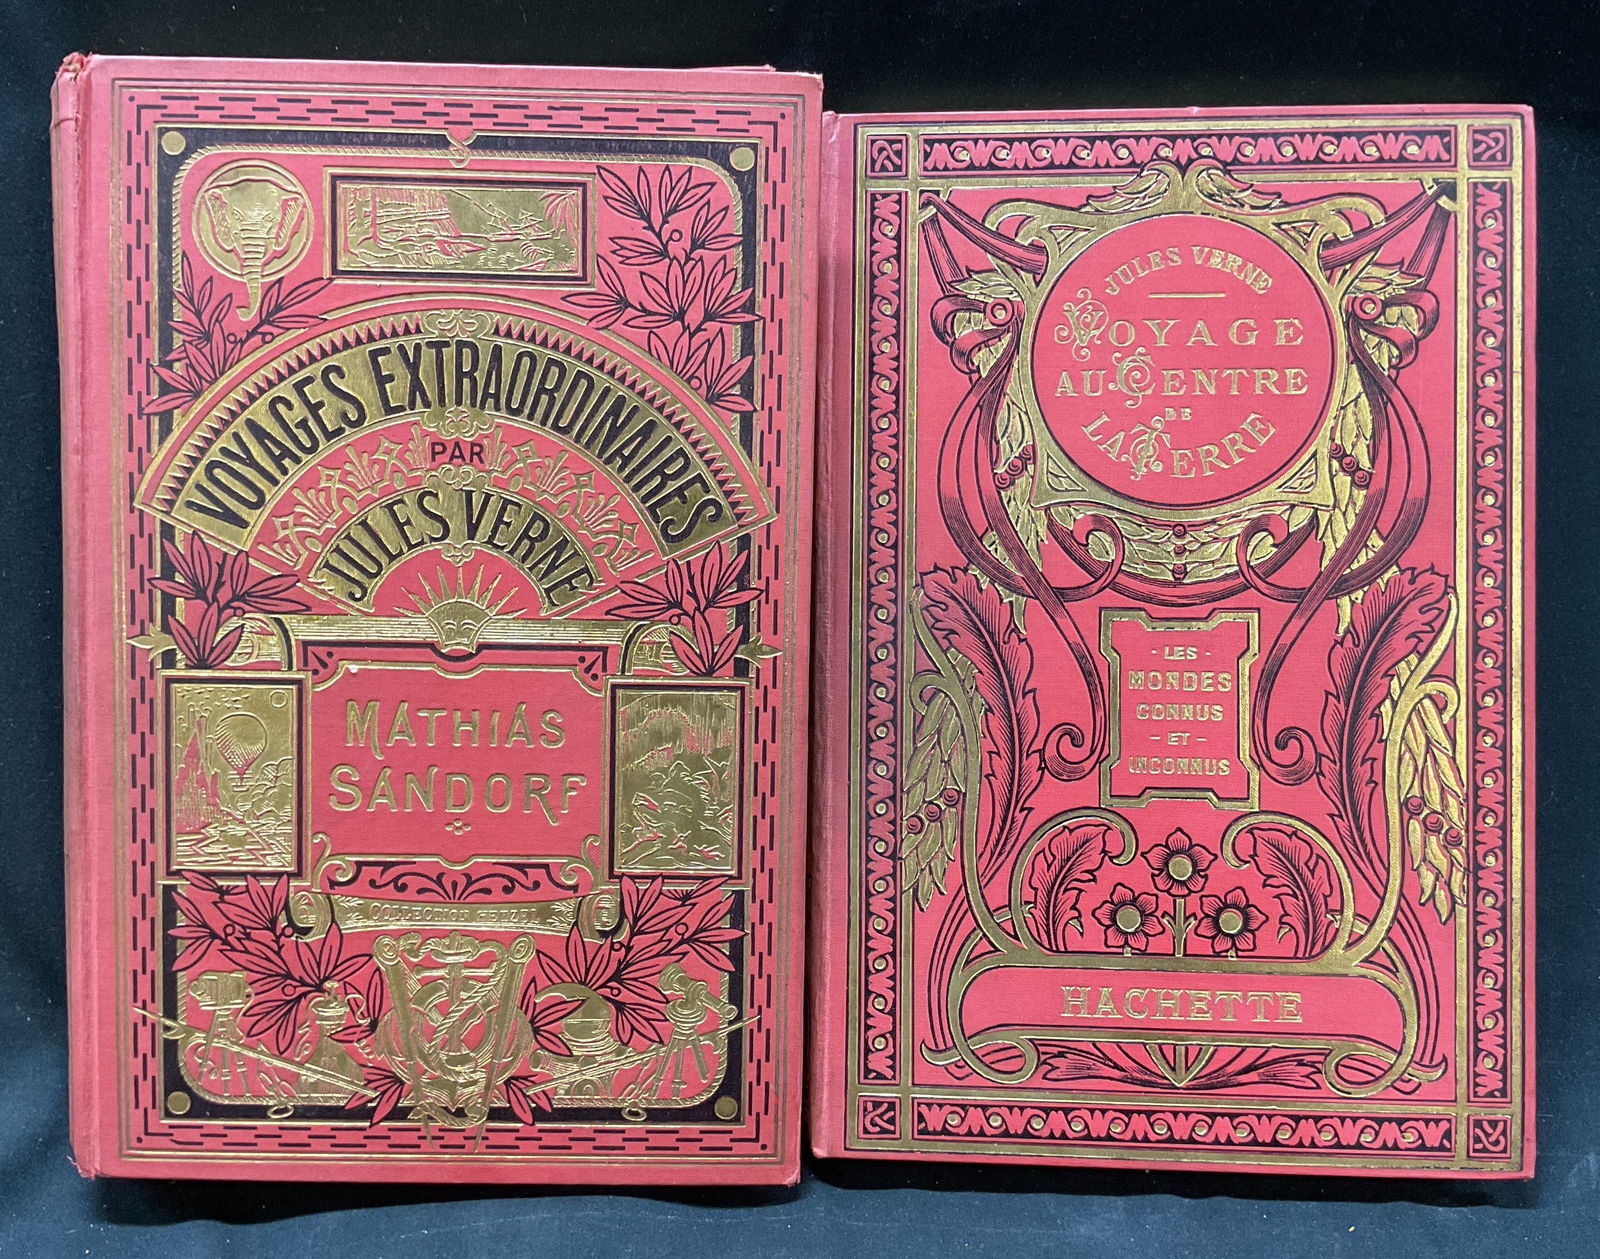 VOYAGES EXTRAORDINAIRES
PAR
JULES VERNE
MATHIAS
SANDORF
COLLECTION HETZEL
JULES VERNE
VOYAGE
AU CENTRE
DE
LA TERRE
- LES -
MONDES
CONNUS
- ET -
INCONNUS
HACHETTE